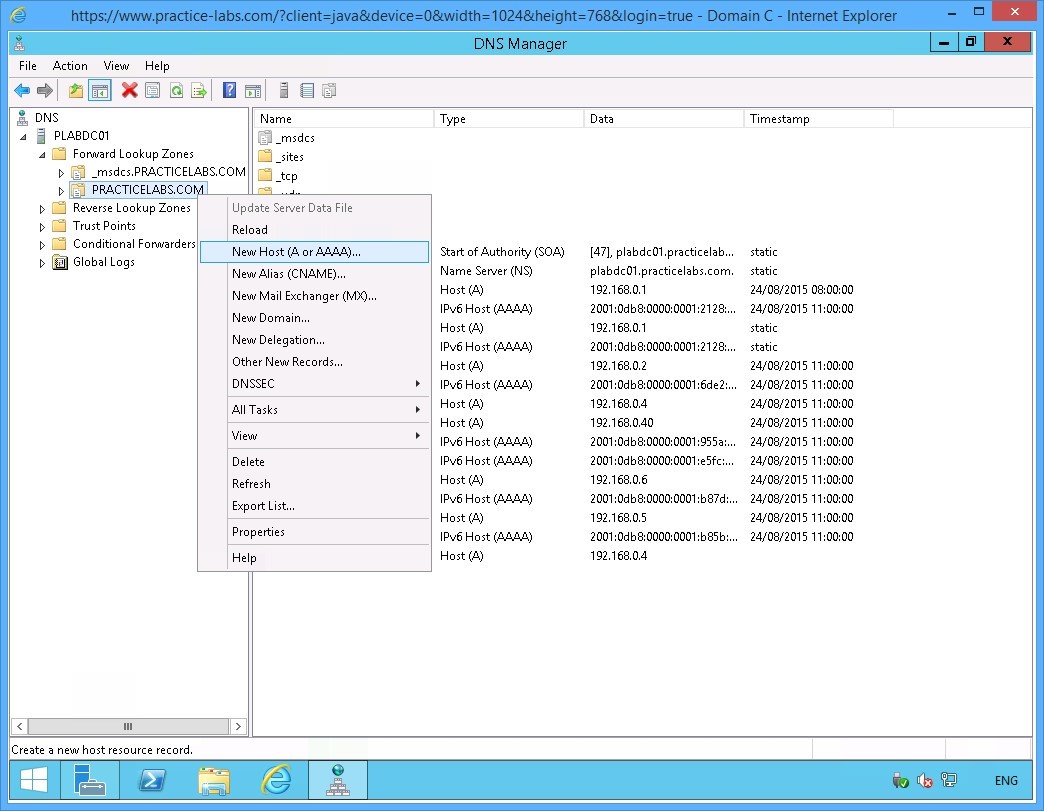 https://www.practice-labs.com/?client=java&device=0&width=1024&height=768&login=true - Domain C - Internet Explorer
DNS Manager
File Action View Help
DNS
PLABDC01
Forward Lookup Zones
_msdcs.PRACTICELABS.COM
PRACTICELABS.COM
Reverse Lookup Zones
Trust Points
Conditional Forwarders
Global Logs
Name Type Data Timestamp
_msdcs
_sites
_tcp
Update Server Data File
Reload
New Host (A or AAAA)...
New Alias (CNAME)...
New Mail Exchanger (MX)...
New Domain...
New Delegation...
Other New Records...
DNSSEC
All Tasks
View
Delete
Refresh
Export List...
Properties
Help
Start of Authority (SOA) [47], plabdc01.practicelab... static
Name Server (NS) plabdc01.practicelabs.com. static
Host (A) 192.168.0.1 24/08/2015 08:00:00
IPv6 Host (AAAA) 2001:0db8:0000:0001:2128:... 24/08/2015 11:00:00
Host (A) 192.168.0.1 static
IPv6 Host (AAAA) 2001:0db8:0000:0001:2128:... static
Host (A) 192.168.0.2 24/08/2015 11:00:00
IPv6 Host (AAAA) 2001:0db8:0000:0001:6de2:... 24/08/2015 11:00:00
Host (A) 192.168.0.4 24/08/2015 11:00:00
Host (A) 192.168.0.40 24/08/2015 11:00:00
IPv6 Host (AAAA) 2001:0db8:0000:0001:955a:... 24/08/2015 11:00:00
IPv6 Host (AAAA) 2001:0db8:0000:0001:e5fc:... 24/08/2015 11:00:00
Host (A) 192.168.0.6 24/08/2015 11:00:00
IPv6 Host (AAAA) 2001:0db8:0000:0001:b87d:... 24/08/2015 11:00:00
Host (A) 192.168.0.5 24/08/2015 11:00:00
IPv6 Host (AAAA) 2001:0db8:0000:0001:b85b:... 24/08/2015 11:00:00
Host (A) 192.168.0.4
Create a new host resource record.
ENG